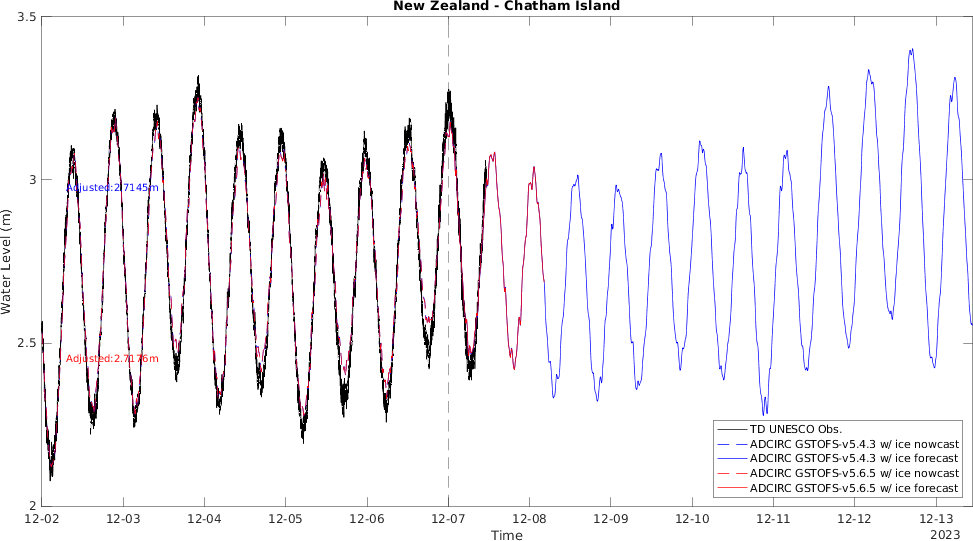 New Zealand - Chatham Island
3.5
3
2.5
2
Water Level (m)
Adjusted:2.7145m
Adjusted:2.7176m
TD UNESCO Obs.
ADCIRC GSTOFS-v5.4.3 w/ ice nowcast
ADCIRC GSTOFS-v5.4.3 w/ ice forecast
ADCIRC GSTOFS-v5.6.5 w/ ice nowcast
ADCIRC GSTOFS-v5.6.5 w/ ice forecast
12-02 12-03 12-04 12-05 12-06 12-07 12-08 12-09 12-10 12-11 12-12 12-13
Time
2023